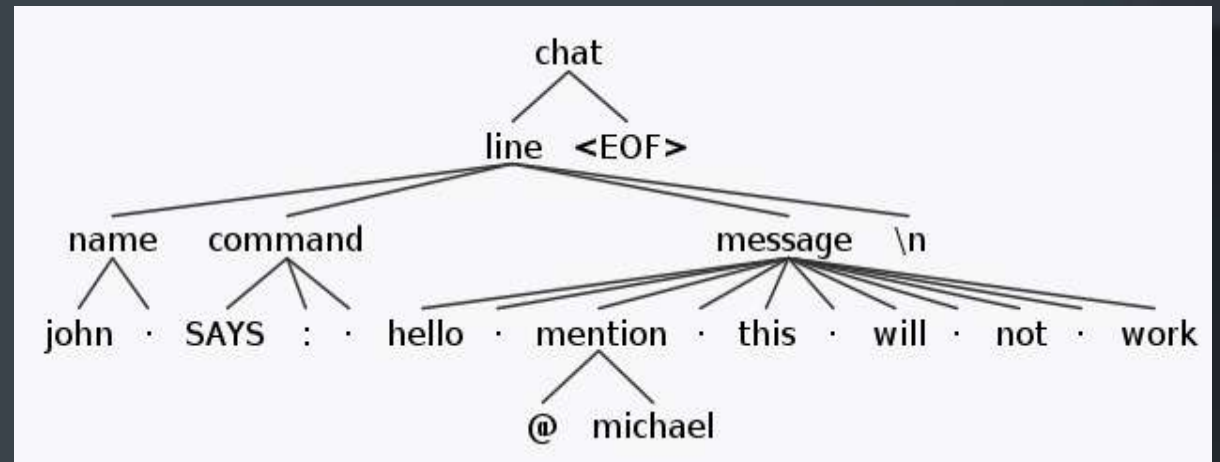 chat
line <EOF>
name command message \n
john · SAYS : · hello · mention · this · will · not · work
@ michael